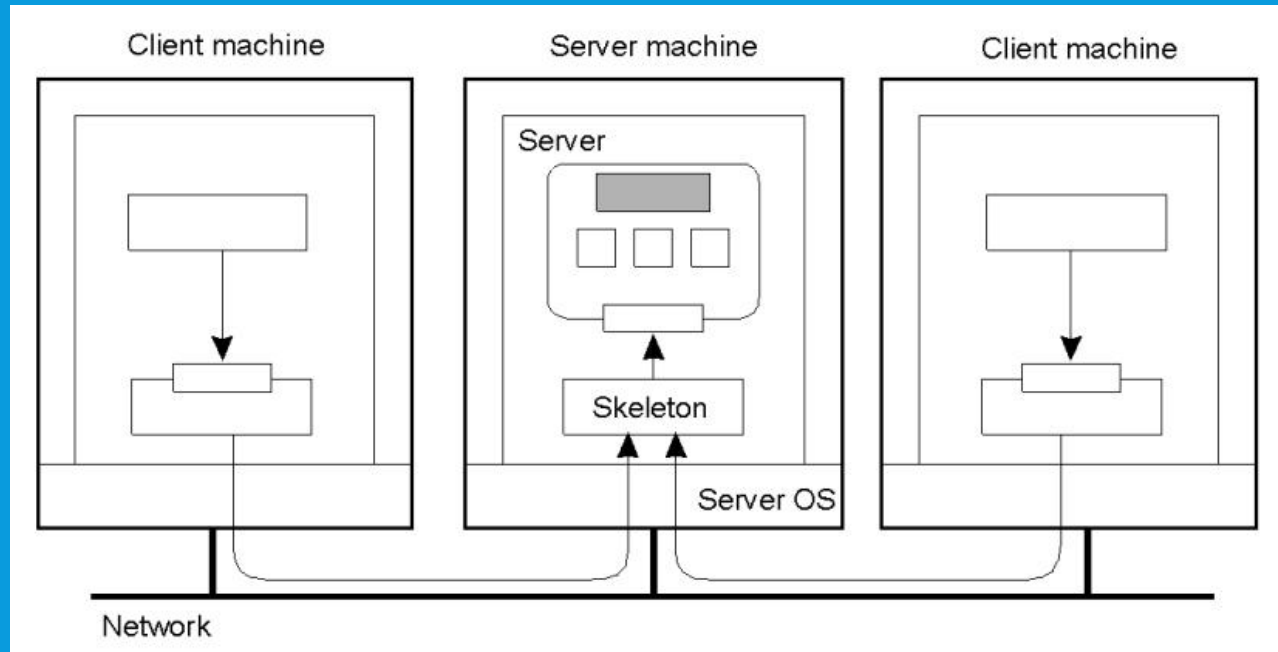 Client machine
Server machine
Client machine
Server
Skeleton
Server OS
Network